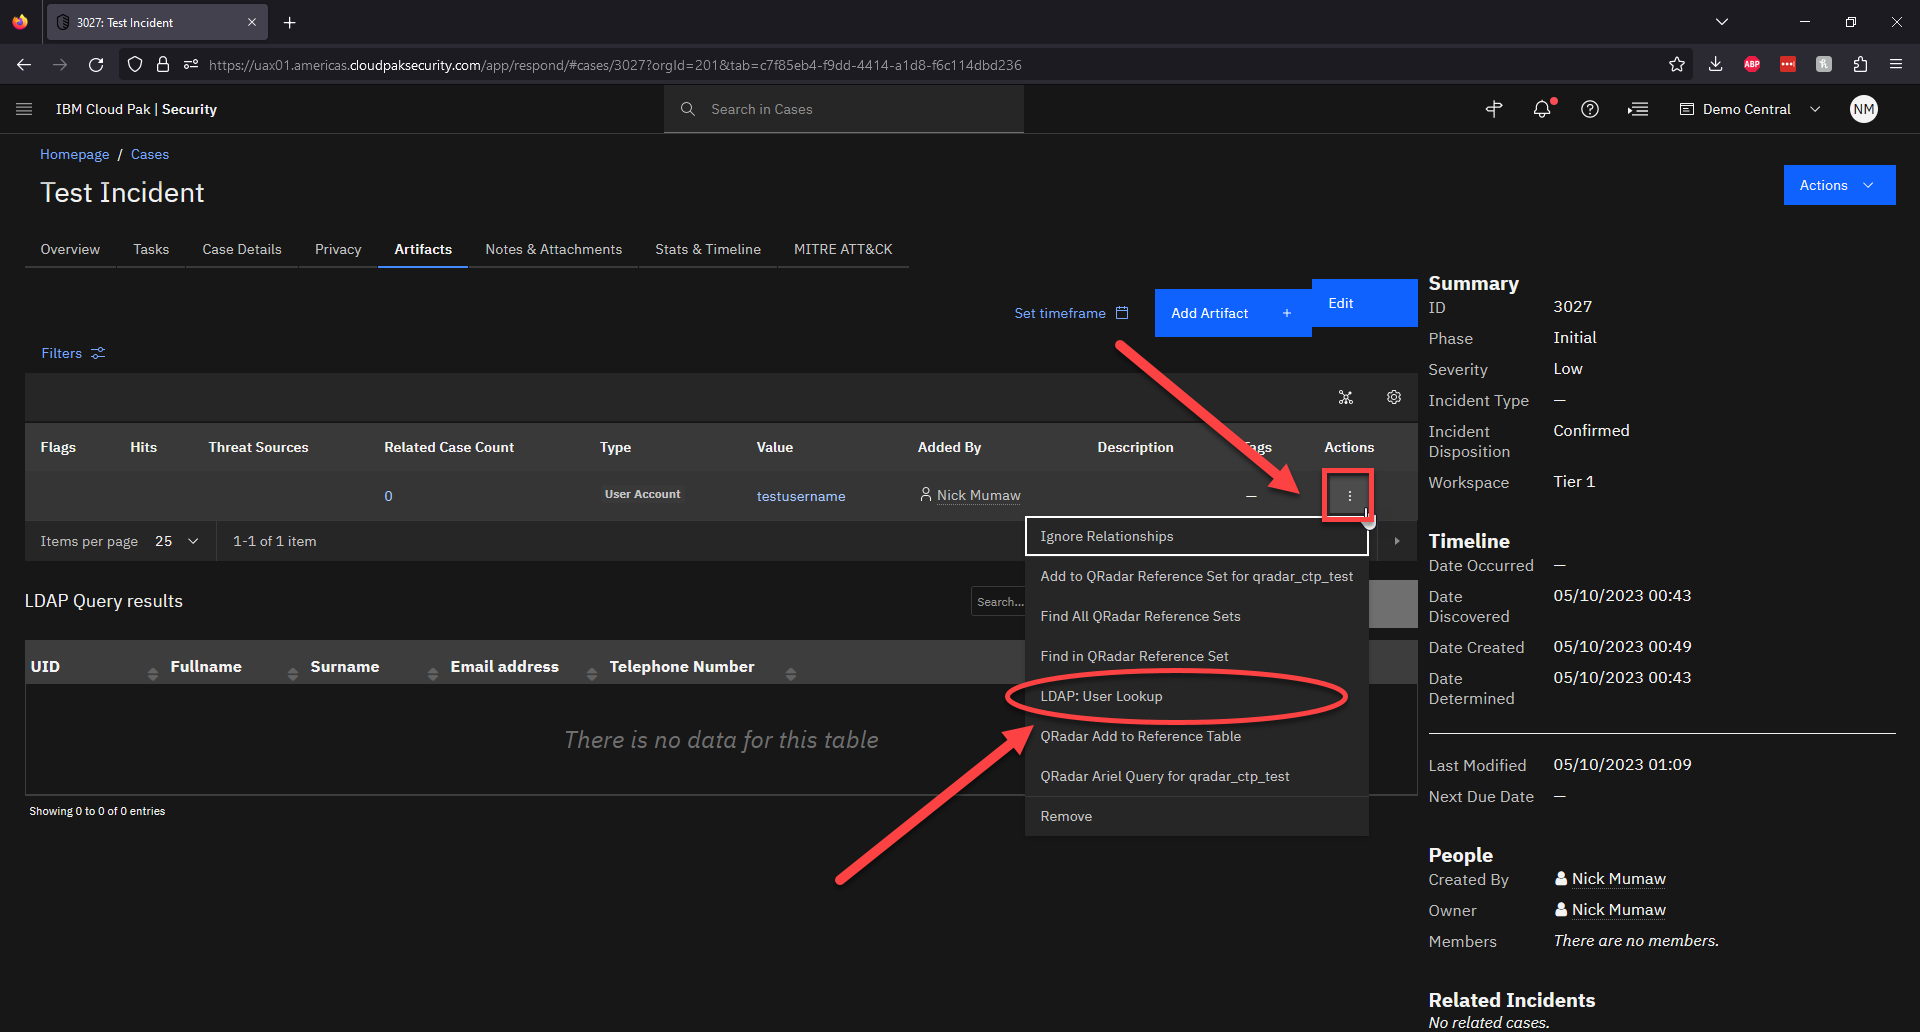 3027: Test Incident
https://uax01.americas.cloudpaksecurity.com/app/respond/#cases/3027?orgId=201&tab=c7f85eb4-f9dd-4414-a1d8-f6c114dbd236
ABP
IBM Cloud Pak | Security
Search in Cases
Demo Central
NM
Homepage / Cases
Test Incident
Actions
Overview Tasks Case Details Privacy Artifacts Notes & Attachments Stats & Timeline MITRE ATT&CK
Set timeframe
Add Artifact +
Edit
Filters
Flags Hits Threat Sources Related Case Count Type Value Added By Description Tags Actions
0 User Account testusername Nick Mumaw —
Items per page 25 1-1 of 1 item
Ignore Relationships
Add to QRadar Reference Set for qradar_ctp_test
Find All QRadar Reference Sets
Find in QRadar Reference Set
LDAP: User Lookup
QRadar Add to Reference Table
QRadar Ariel Query for qradar_ctp_test
Remove
LDAP Query results
Search...
UID Fullname Surname Email address Telephone Number
There is no data for this table
Showing 0 to 0 of 0 entries
Summary
ID 3027
Phase Initial
Severity Low
Incident Type —
Incident Disposition Confirmed
Workspace Tier 1
Timeline
Date Occurred —
Date Discovered 05/10/2023 00:43
Date Created 05/10/2023 00:49
Date Determined 05/10/2023 00:43
Last Modified 05/10/2023 01:09
Next Due Date —
People
Created By Nick Mumaw
Owner Nick Mumaw
Members There are no members.
Related Incidents
No related cases.